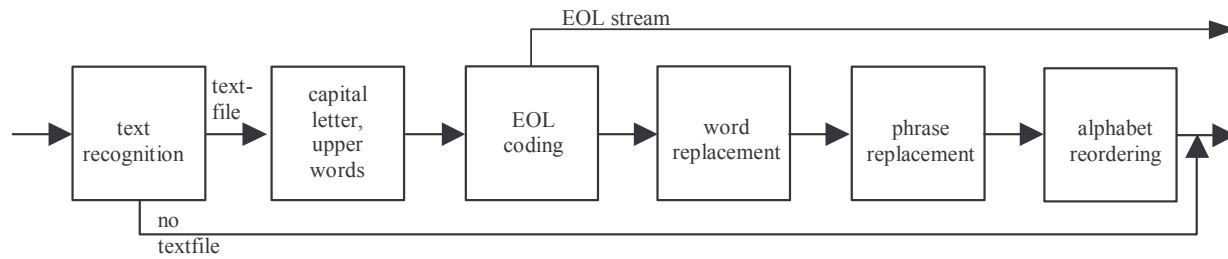 EOL stream
text
recognition
text-
file
capital
letter,
upper
words
EOL
coding
word
replacement
phrase
replacement
alphabet
reordering
no
textfile